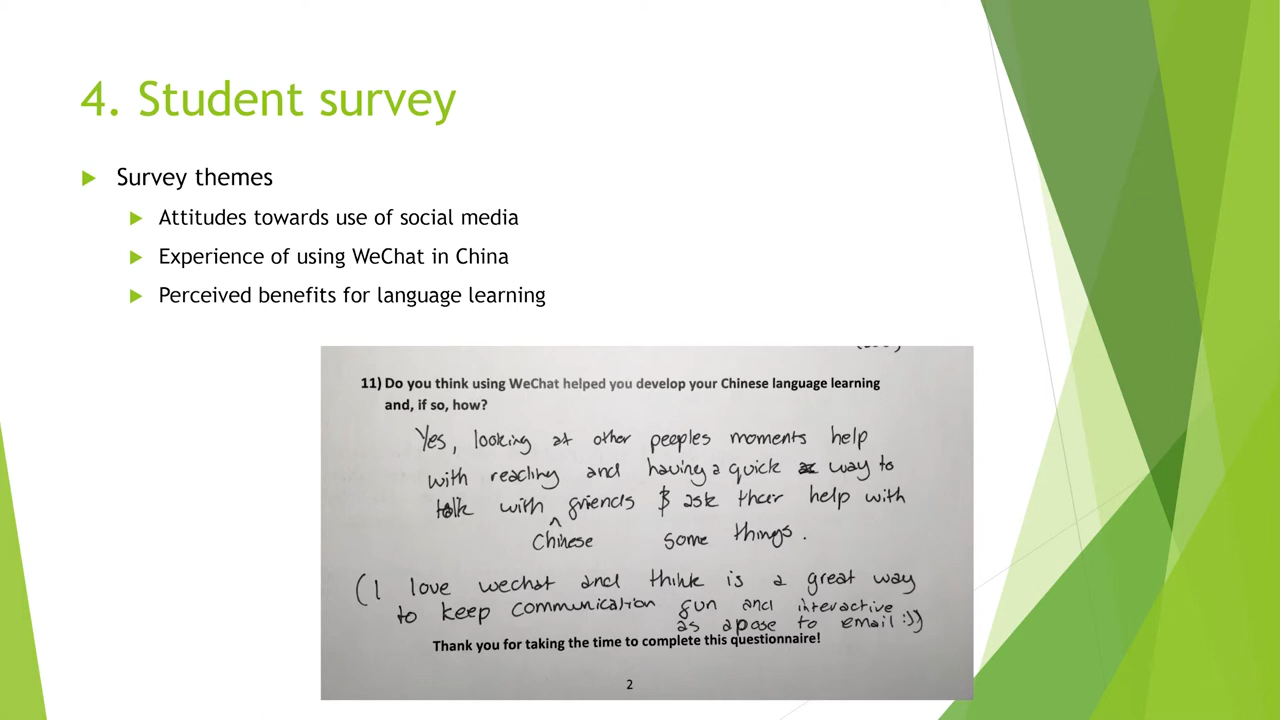 4. Student survey
Survey themes
Attitudes towards use of social media
Experience of using WeChat in China
Perceived benefits for language learning
11) Do you think using WeChat helped you develop your Chinese language learning
and, if so, how?
Yes, looking at other peeples moments help
with reading and having a quick way to
talk with friends & ask their help with
Chinese some things.
(I love wechat and think is a great way
to keep communication fun and interactive
as apose to email :))
Thank you for taking the time to complete this questionnaire!
2